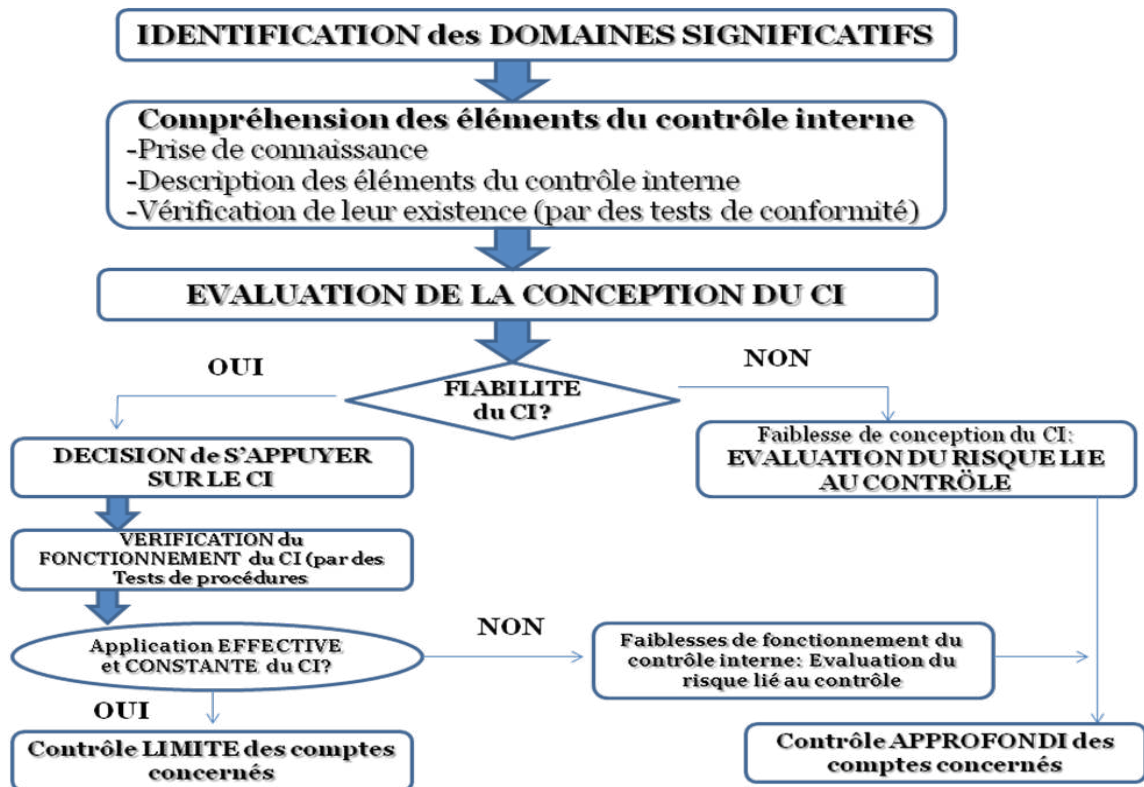 IDENTIFICATION des DOMAINES SIGNIFICATIFS
Compréhension des éléments du contrôle interne
-Prise de connaissance
-Description des éléments du contrôle interne
-Vérification de leur existence (par des tests de conformité)
EVALUATION DE LA CONCEPTION DU CI
OUI
NON
FIABILITE
du CI?
DECISION de S'APPUYER
SUR LE CI
Faiblesse de conception du CI:
EVALUATION DU RISQUE LIE
AU CONTRÖLE
VERIFICATION du
FONCTIONNEMENT du CI (par des
Tests de procédures
Application EFFECTIVE
et CONSTANTE du CI?
NON
Faiblesses de fonctionnement du
contrôle interne: Evaluation du
risque lié au contrôle
OUI
Contrôle LIMITE des comptes
concernés
Contrôle APPROFONDI des
comptes concernés